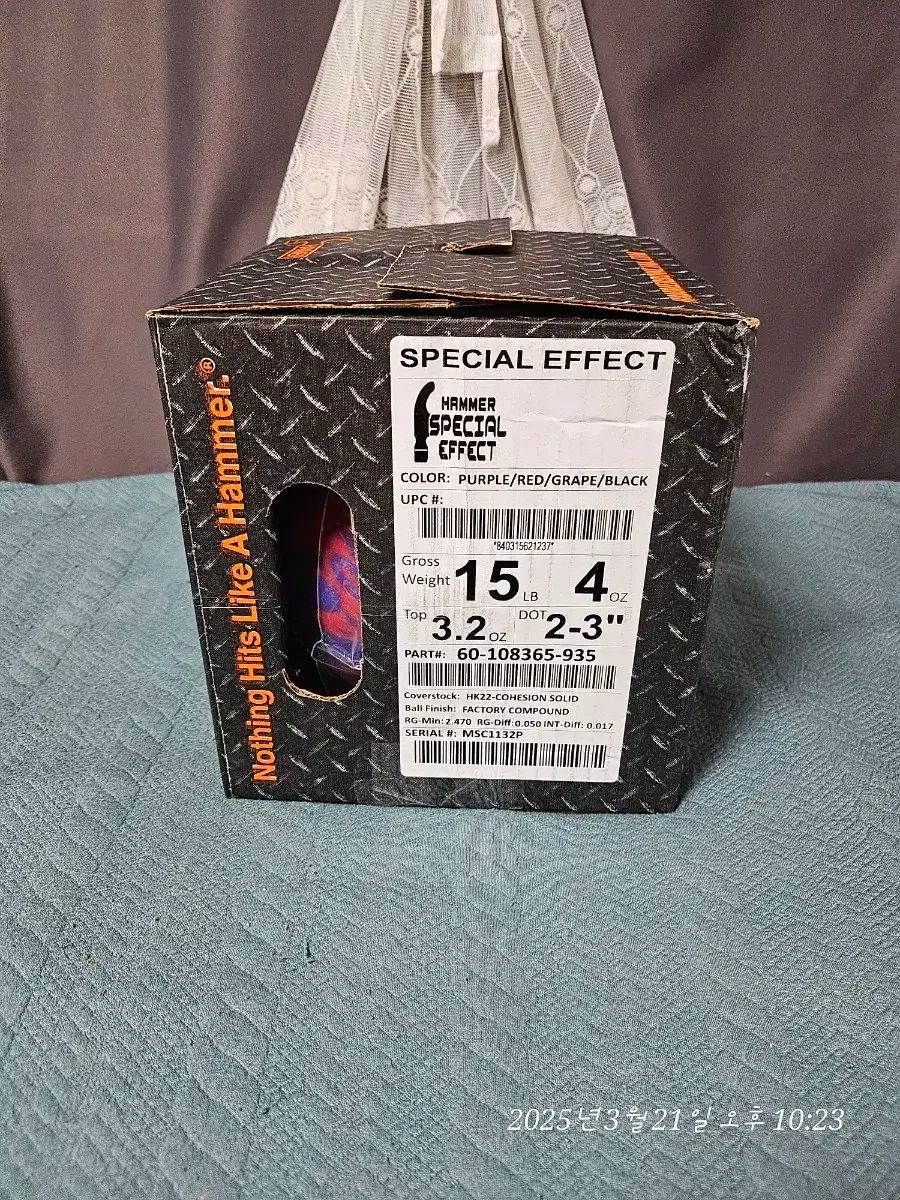 Nothing Hits Like A Hammer.®
SPECIAL EFFECT
HAMMER
SPECIAL
EFFECT
COLOR: PURPLE/RED/GRAPE/BLACK
UPC #:
*840315621237*
Gross Weight 15 LB 4 OZ
Top 3.2 OZ DOT 2-3"
PART#: 60-108365-935
Coverstock: HK22-COHESION SOLID
Ball Finish: FACTORY COMPOUND
RG-Min: 2.470 RG-Diff: 0.050 INT-Diff: 0.017
SERIAL #: MSC1132P
2025년 3월 21일 오후 10:23